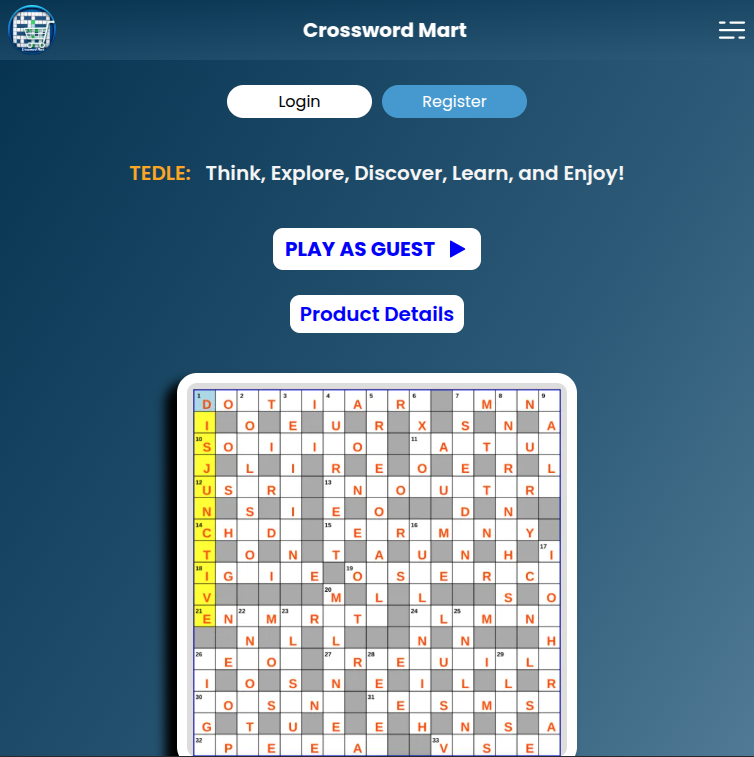 Crossword Mart
Login Register
TEDLE: Think, Explore, Discover, Learn, and Enjoy!
PLAY AS GUEST
Product Details
1 2 3 4 5 6 7 8 9
D O T I A R M N
I O E U R X S N A
10 11
S O I I O A T U
J L I R E O E R L
12 13
U S R N O U T R
N S I E O D N
14 15 16
C H D E R M N Y
17
T O N T A U N H I
18 19
I G I E O S E R C
20
V M L L S O
21 22 23 24 25
E N M R T L M N
N L L N N H
26 27 28 29
E O R E U I L
I O S N E I L L R
30 31
O S N E S M S
G T U E E H N S A
32 33
P E E A V S E